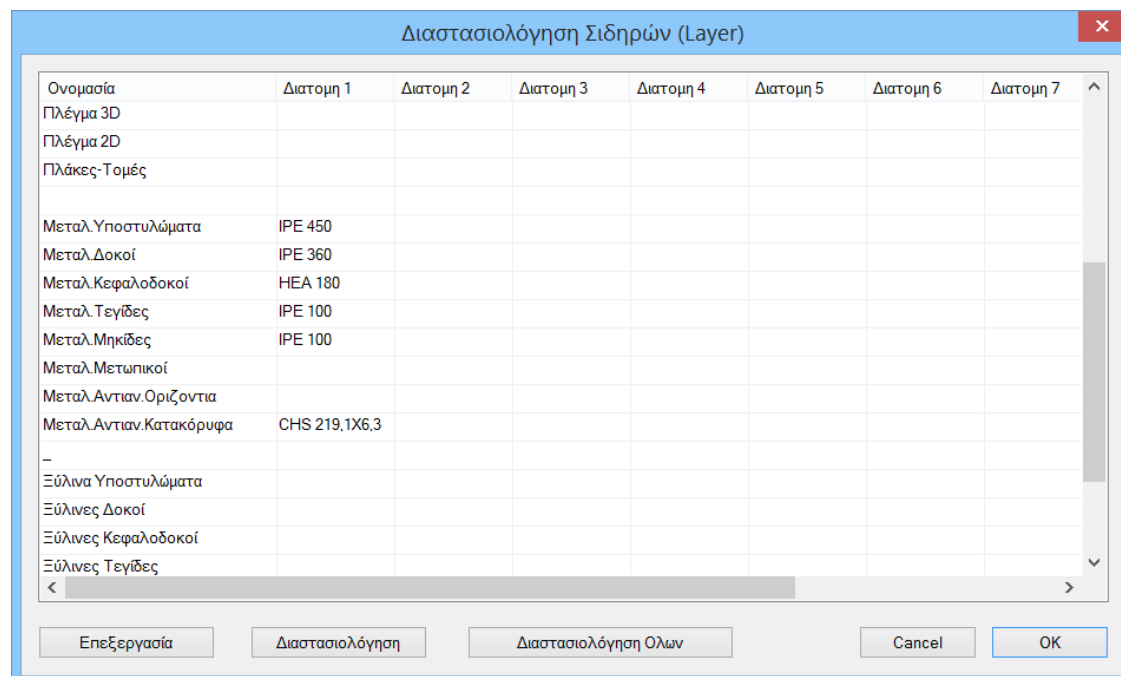 Διαστασιολόγηση Σιδηρών (Layer)
Ονομασία Διατομη 1 Διατομη 2 Διατομη 3 Διατομη 4 Διατομη 5 Διατομη 6 Διατομη 7
Πλέγμα 3D
Πλέγμα 2D
Πλάκες-Τομές
Μεταλ.Υποστυλώματα IPE 450
Μεταλ.Δοκοί IPE 360
Μεταλ.Κεφαλοδοκοί HEA 180
Μεταλ.Τεγίδες IPE 100
Μεταλ.Μηκίδες IPE 100
Μεταλ.Μετωπικοί
Μεταλ.Αντιαν.Οριζοντια
Μεταλ.Αντιαν.Κατακόρυφα CHS 219,1X6,3
_
Ξύλινα Υποστυλώματα
Ξύλινες Δοκοί
Ξύλινες Κεφαλοδοκοί
Ξύλινες Τεγίδες
Επεξεργασία Διαστασιολόγηση Διαστασιολόγηση Ολων Cancel OK